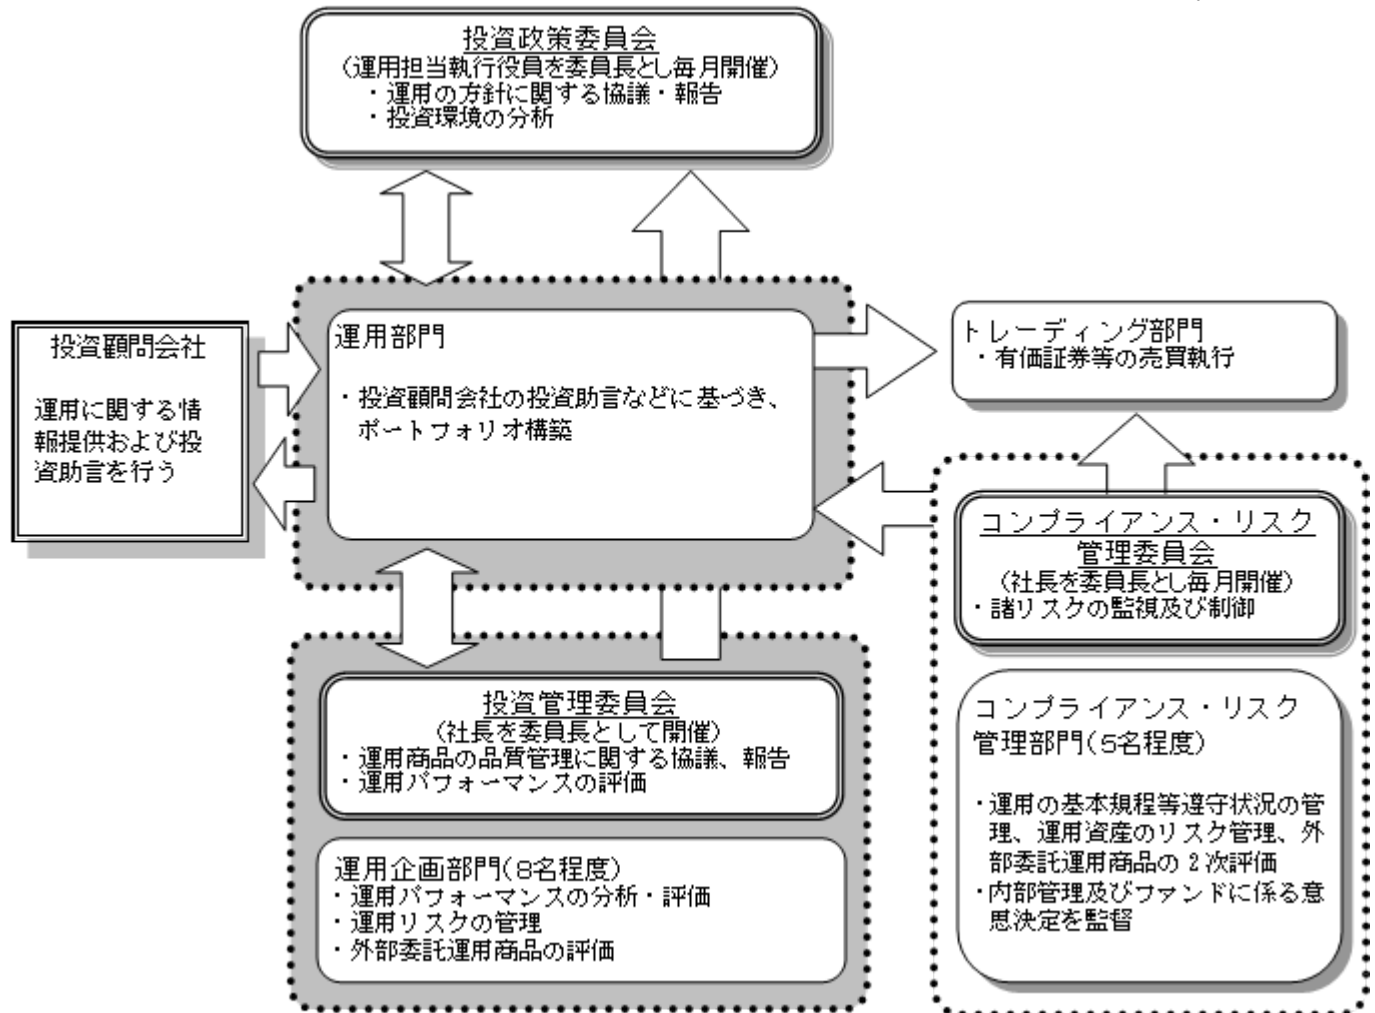 投資政策委員会
(運用担当執行役員を委員長とし毎月開催)
・運用の方針に関する協議・報告
・投資環境の分析
投資顧問会社
運用に関する情
報提供および投
資助言を行う
運用部門
・投資顧問会社の投資助言などに基づき、
ポートフォリオ構築
トレーディング部門
・有価証券等の売買執行
コンプライアンス・リスク
管理委員会
(社長を委員長とし毎月開催)
・諸リスクの監視及び制御
投資管理委員会
(社長を委員長として開催)
・運用商品の品質管理に関する協議、報告
・運用パフォーマンスの評価
運用企画部門(8名程度)
・運用パフォーマンスの分析・評価
・運用リスクの管理
・外部委託運用商品の評価
コンプライアンス・リスク
管理部門(5名程度)
・運用の基本規程等遵守状況の管
理、運用資産のリスク管理、外
部委託運用商品の2次評価
・内部管理及びファンドに係る意
思決定を監督